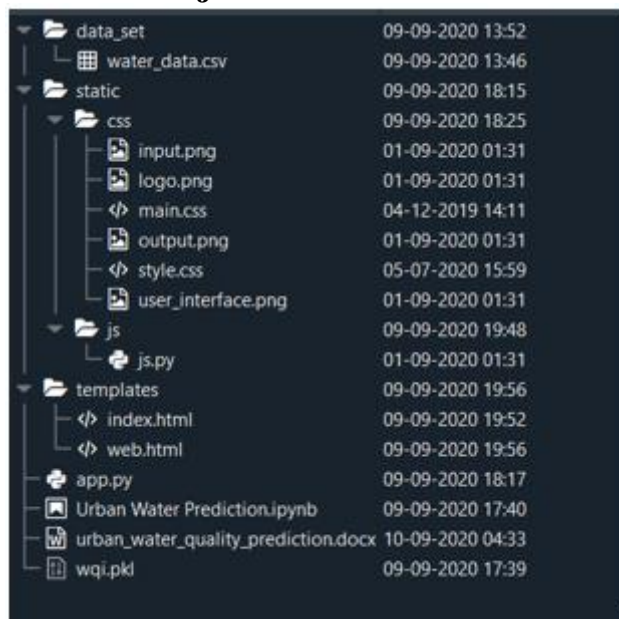 data_set 09-09-2020 13:52
water_data.csv 09-09-2020 13:46
static 09-09-2020 18:15
css 09-09-2020 18:25
input.png 01-09-2020 01:31
logo.png 01-09-2020 01:31
main.css 04-12-2019 14:11
output.png 01-09-2020 01:31
style.css 05-07-2020 15:59
user_interface.png 01-09-2020 01:31
js 09-09-2020 19:48
js.py 01-09-2020 01:31
templates 09-09-2020 19:56
index.html 09-09-2020 19:52
web.html 09-09-2020 19:56
app.py 09-09-2020 18:17
Urban Water Prediction.ipynb 09-09-2020 17:40
urban_water_quality_prediction.docx 10-09-2020 04:33
wqi.pkl 09-09-2020 17:39